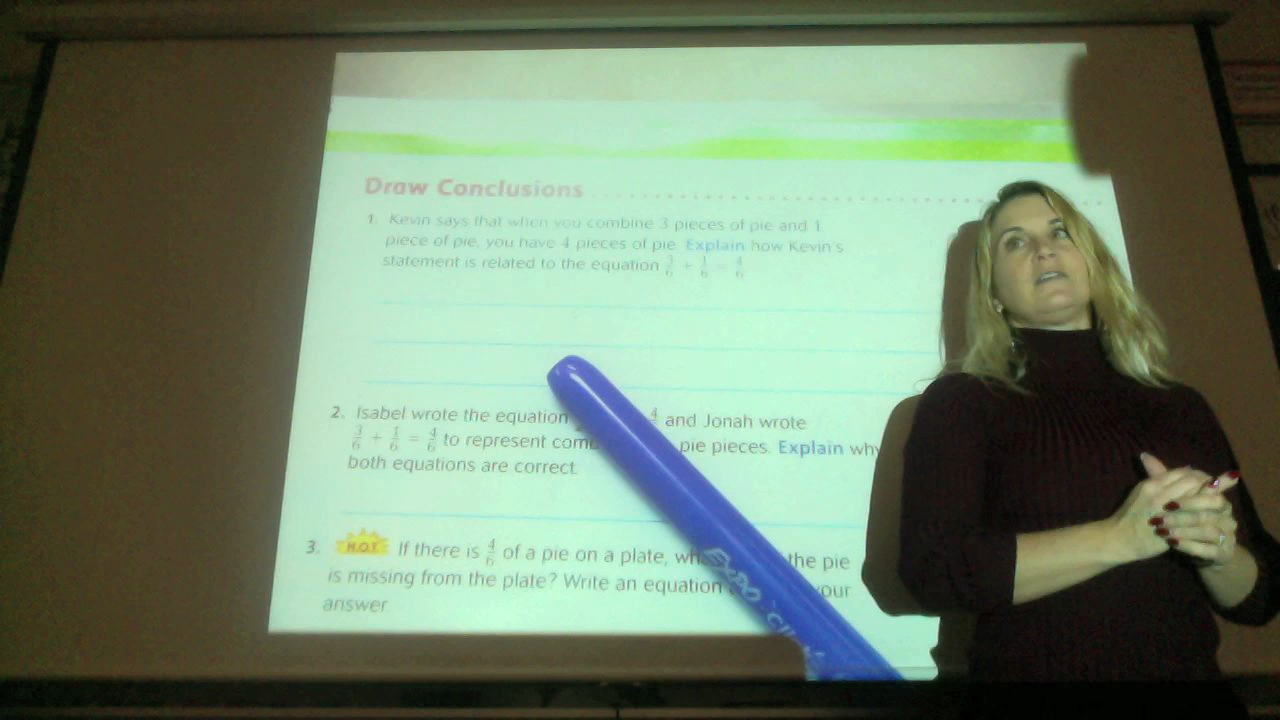 Draw Conclusions
1. Kevin says that when you combine 3 pieces of pie and 1
piece of pie, you have 4 pieces of pie. Explain how Kevin's
statement is related to the equation 3/6 + 1/6 = 4/6
2. Isabel wrote the equation 4 and Jonah wrote
3/6 + 1/6 = 4/6 to represent pie pieces. Explain why
both equations are correct.
3. H.O.T. If there is 4/6 of a pie on a plate, the pie
is missing from the plate? Write an equation your
answer.
EXPO